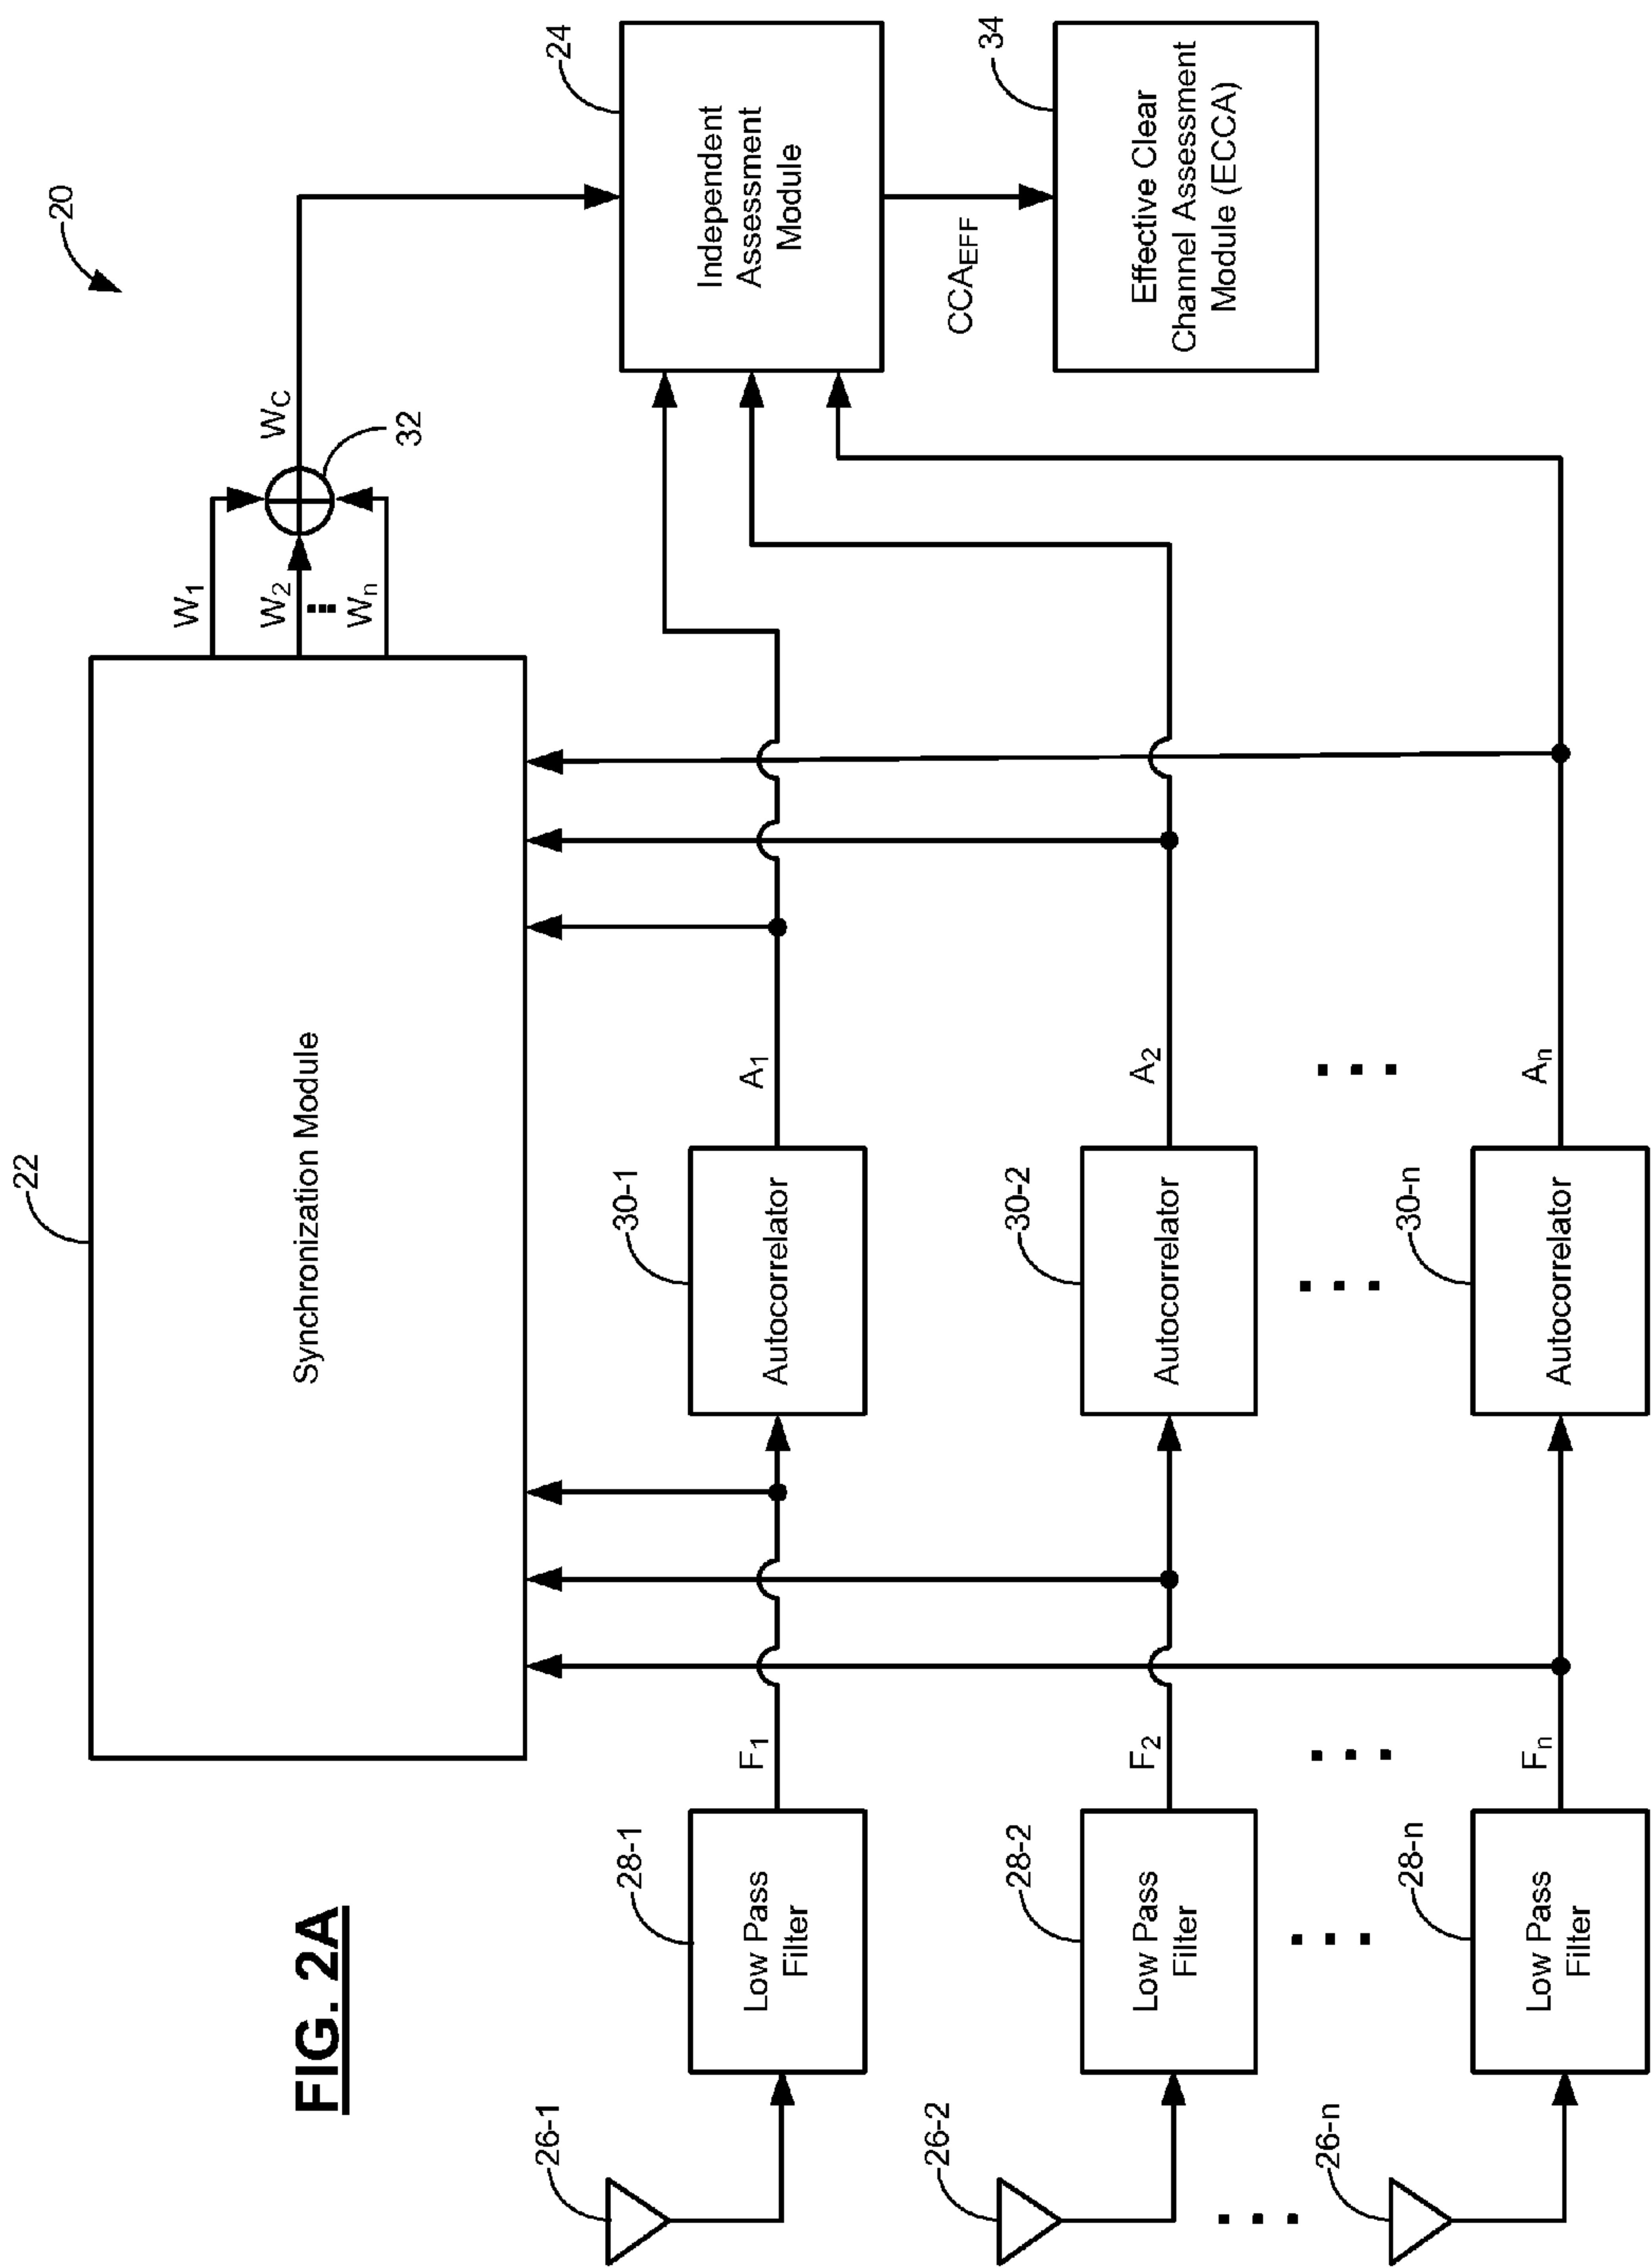 FIG. 2A
20
22
Synchronization Module
W1
W2
Wn
WC
32
24
Independent
Assessment
Module
CCAEFF
34
Effective Clear
Channel Assessment
Module (ECCA)
26-1
28-1
Low Pass
Filter
F1
30-1
Autocorrelator
A1
26-2
28-2
Low Pass
Filter
F2
30-2
Autocorrelator
A2
26-n
28-n
Low Pass
Filter
Fn
30-n
Autocorrelator
An